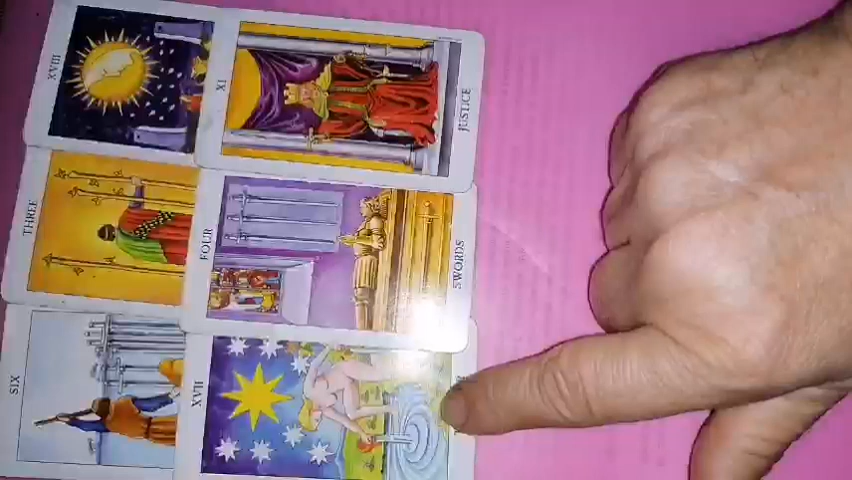 XVIII
XI
JUSTICE
THREE
FOUR
SWORDS
SIX
XVII